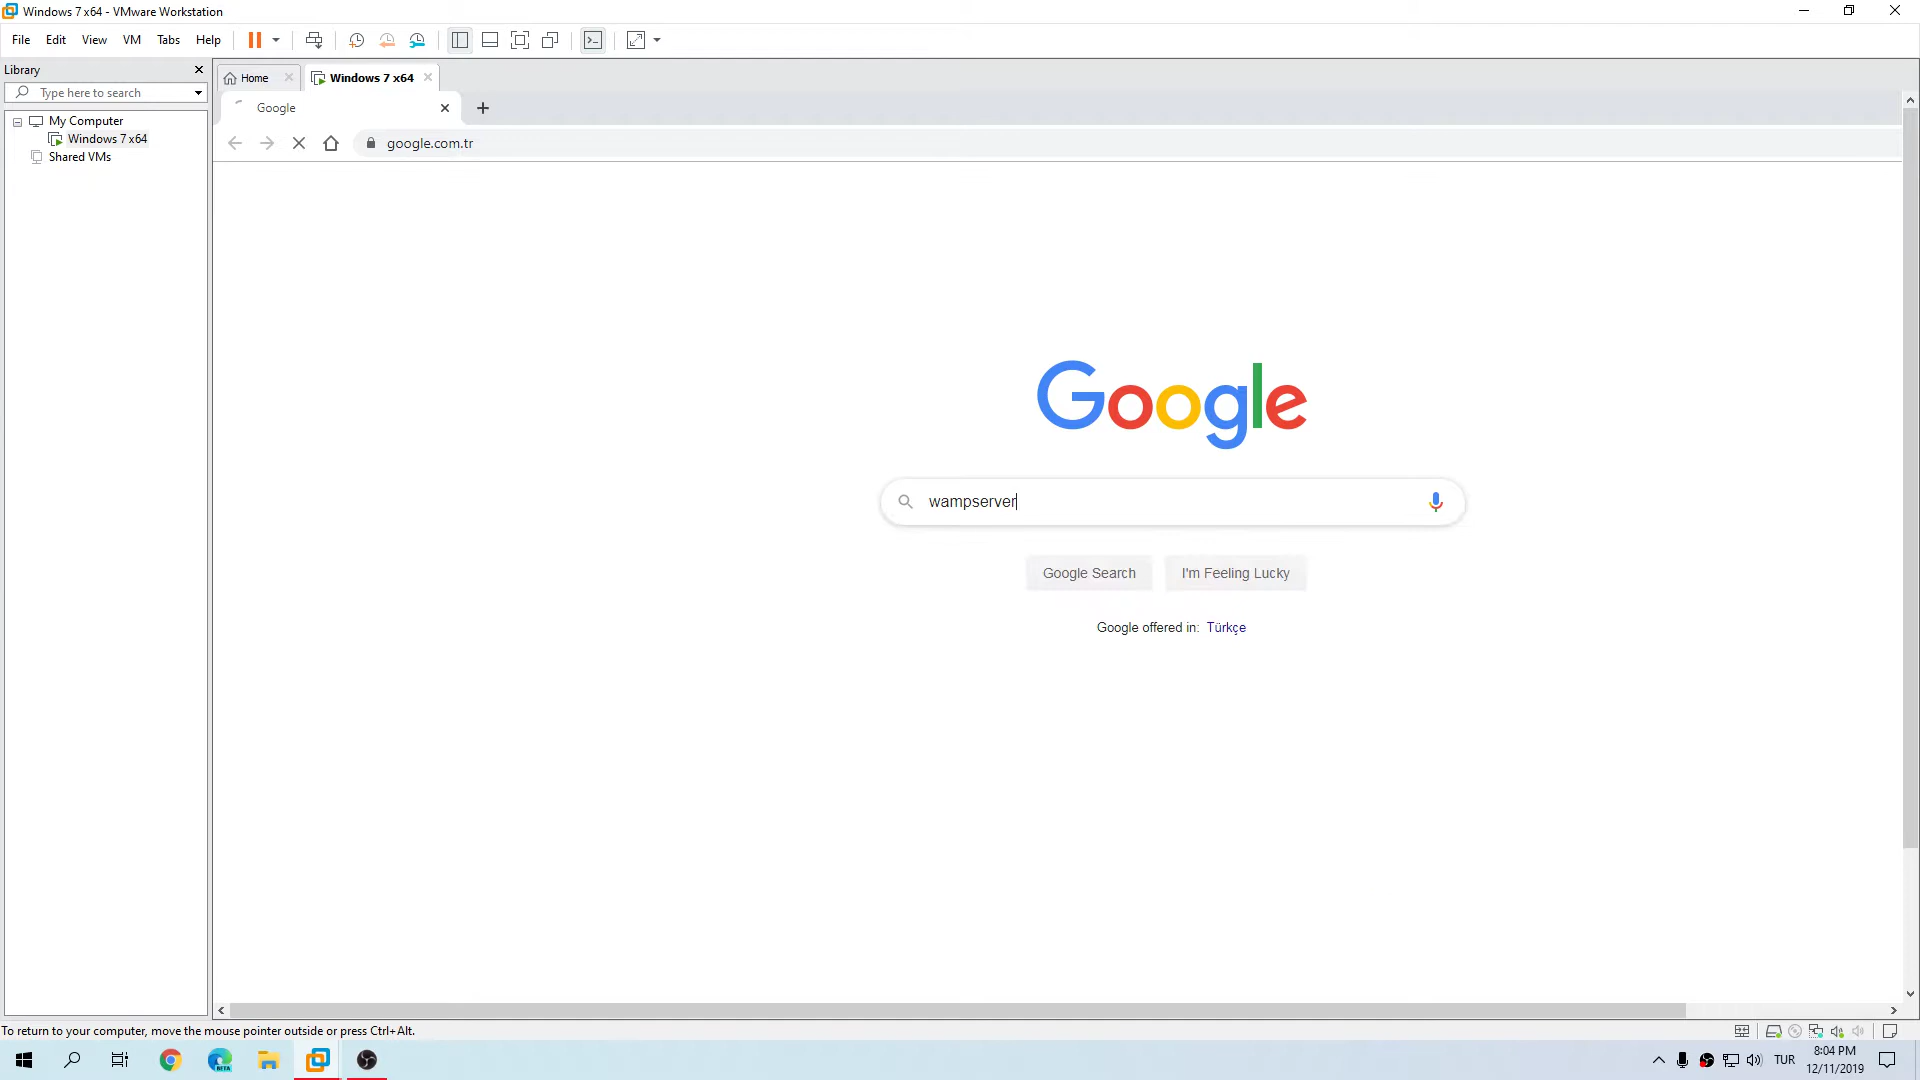 Windows 7 x64 - VMware Workstation
File Edit View VM Tabs Help
Library
Type here to search
My Computer
Windows 7 x64
Shared VMs
Home
Windows 7 x64
Google
google.com.tr
Google
wampserver
Google Search
I'm Feeling Lucky
Google offered in: Türkçe
To return to your computer, move the mouse pointer outside or press Ctrl+Alt.
BETA
TUR
8:04 PM
12/11/2019